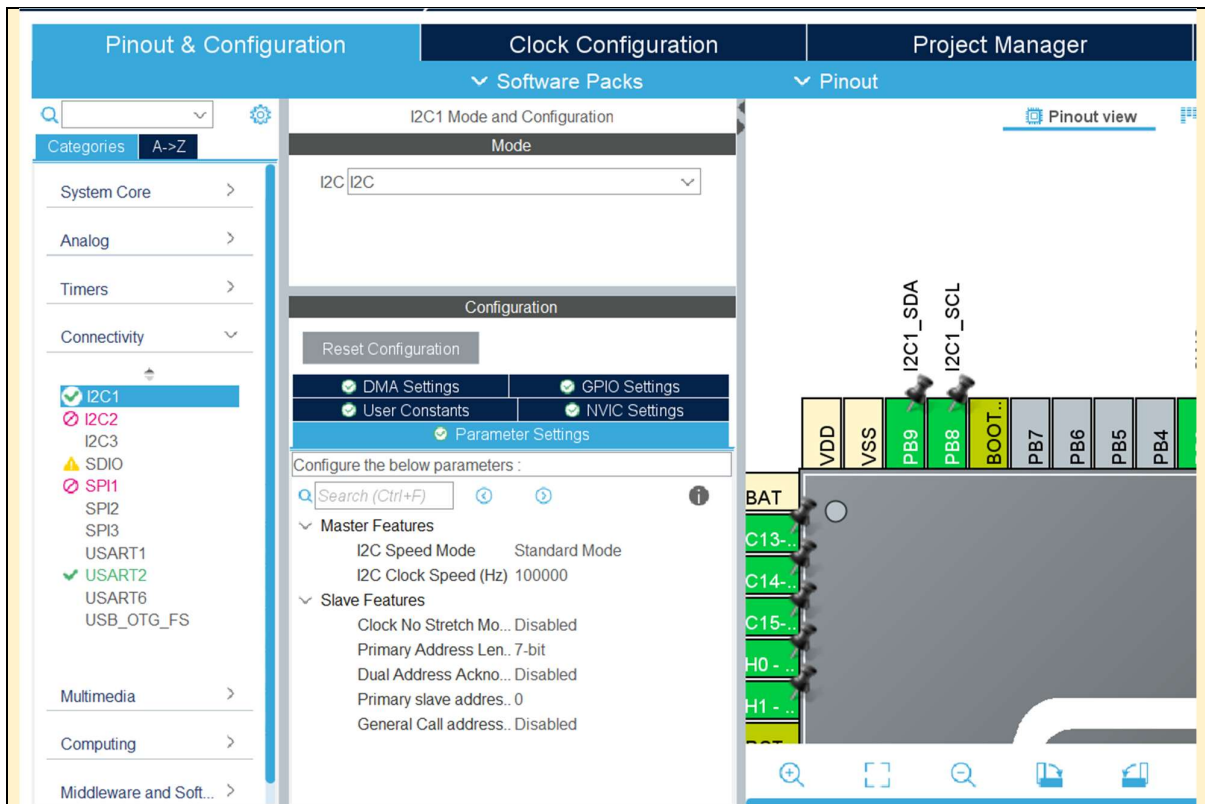 Pinout & Configuration
Clock Configuration
Project Manager
Software Packs
Pinout
Categories
A->Z
System Core
Analog
Timers
Connectivity
I2C1
I2C2
I2C3
SDIO
SPI1
SPI2
SPI3
USART1
USART2
USART6
USB_OTG_FS
Multimedia
Computing
Middleware and Soft...
I2C1 Mode and Configuration
Mode
I2C I2C
Configuration
Reset Configuration
DMA Settings
GPIO Settings
User Constants
NVIC Settings
Parameter Settings
Configure the below parameters :
Search (Ctrl+F)
Master Features
I2C Speed Mode Standard Mode
I2C Clock Speed (Hz) 100000
Slave Features
Clock No Stretch Mo... Disabled
Primary Address Len.. 7-bit
Dual Address Ackno... Disabled
Primary slave addres.. 0
General Call address.. Disabled
Pinout view
I2C1_SDA
I2C1_SCL
VDD
VSS
PB9
PB8
BOOT..
PB7
PB6
PB5
PB4
BAT
C13-..
C14-..
C15-..
H0 - ..
H1 - ..